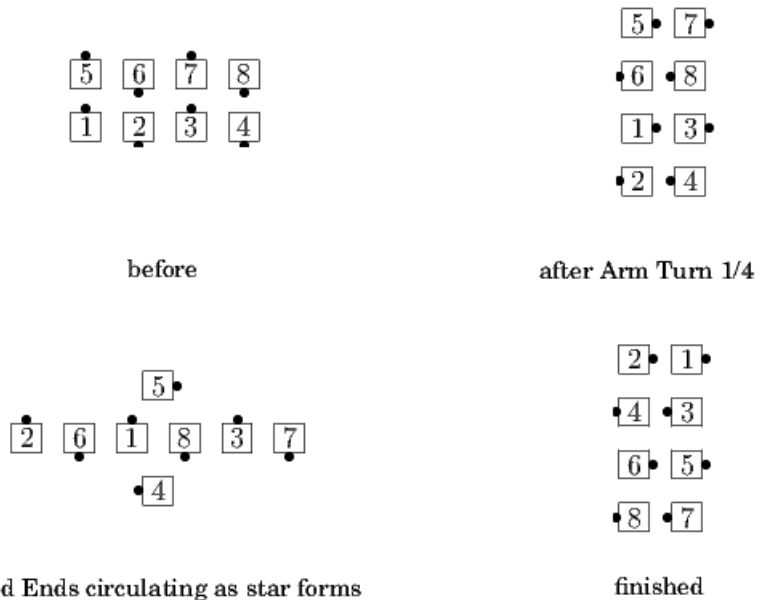 5 6 7 8
1 2 3 4
before
5 7
6 8
1 3
2 4
after Arm Turn 1/4
5
2 6 1 8 3 7
4
d Ends circulating as star forms
2 1
4 3
6 5
8 7
finished